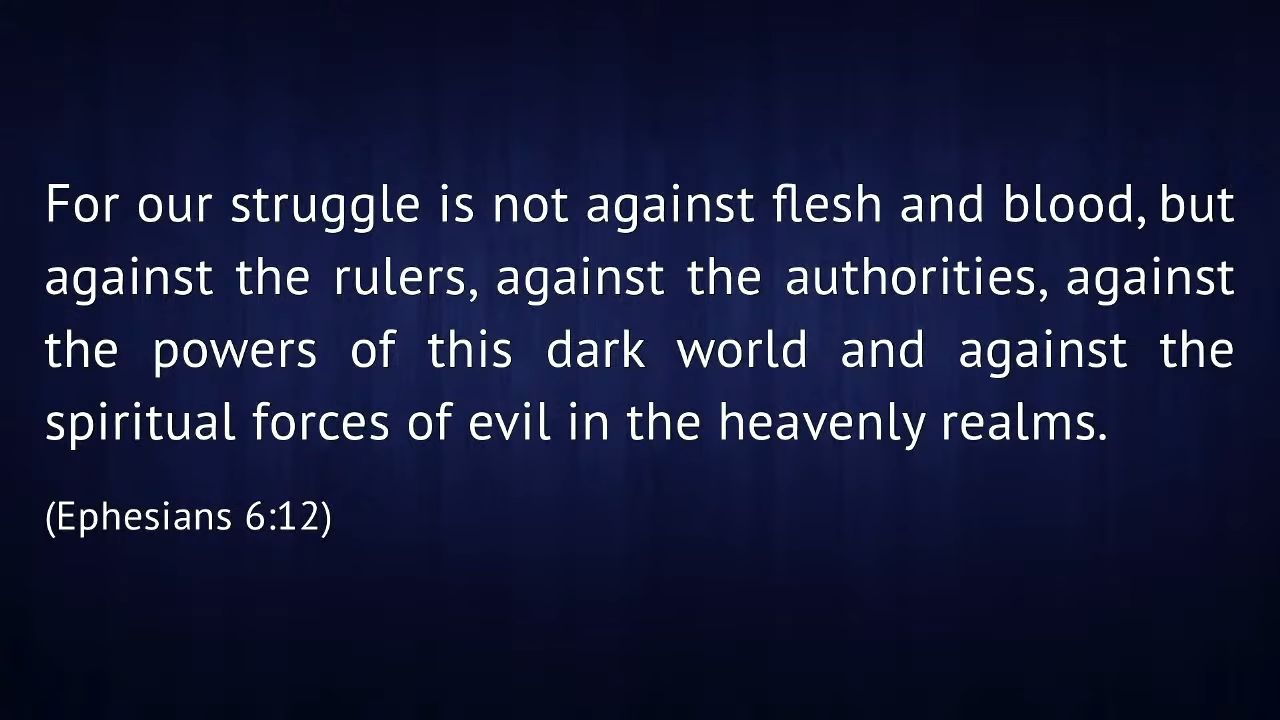 For our struggle is not against flesh and blood, but
against the rulers, against the authorities, against
the powers of this dark world and against the
spiritual forces of evil in the heavenly realms.
(Ephesians 6:12)